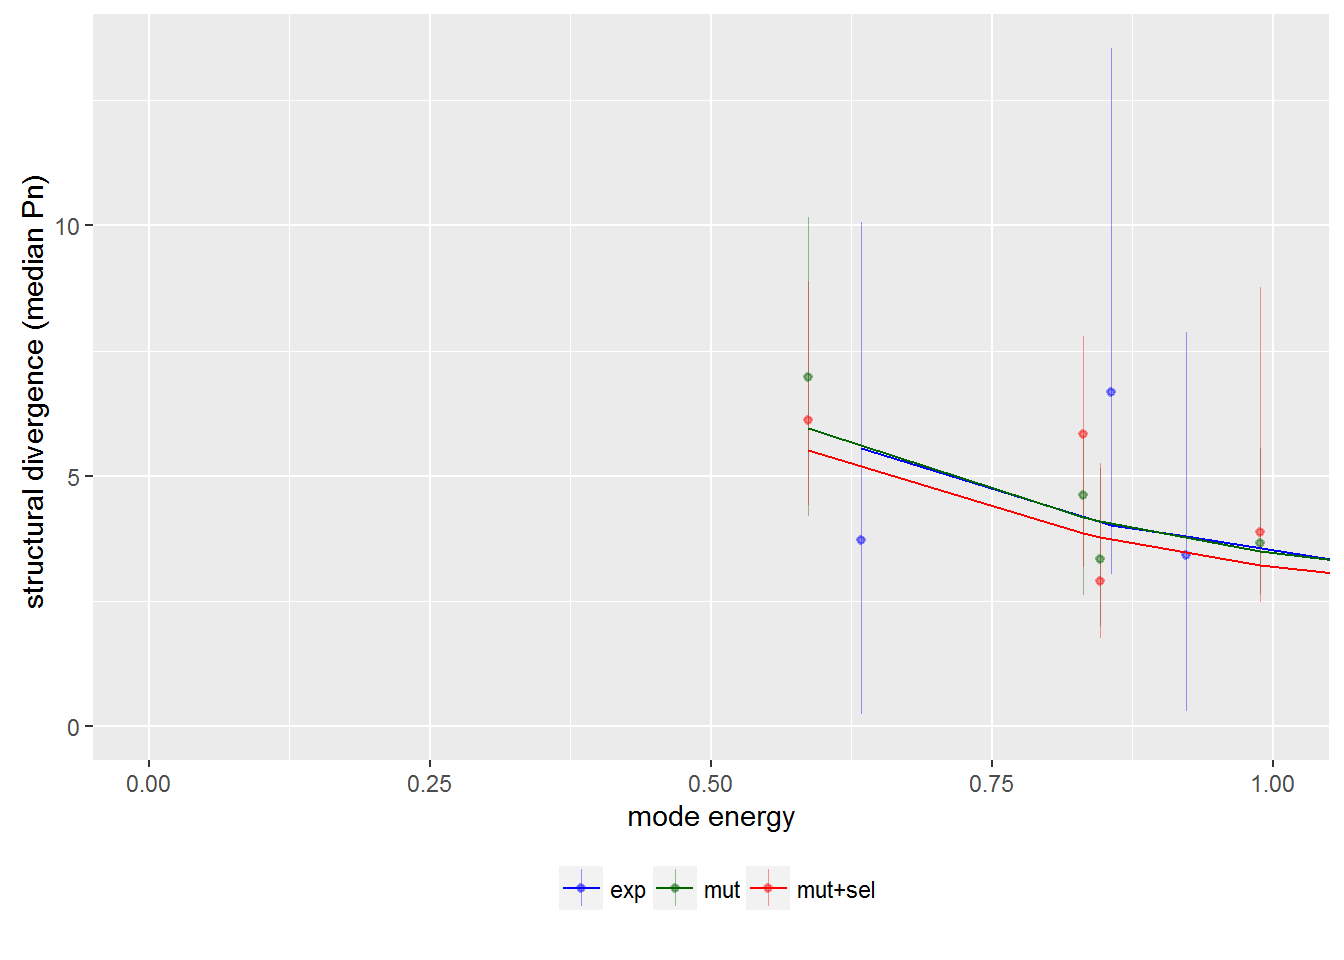 structural divergence (median Pn)
10
5
0
0.00 0.25 0.50 0.75 1.00
mode energy
exp mut mut+sel